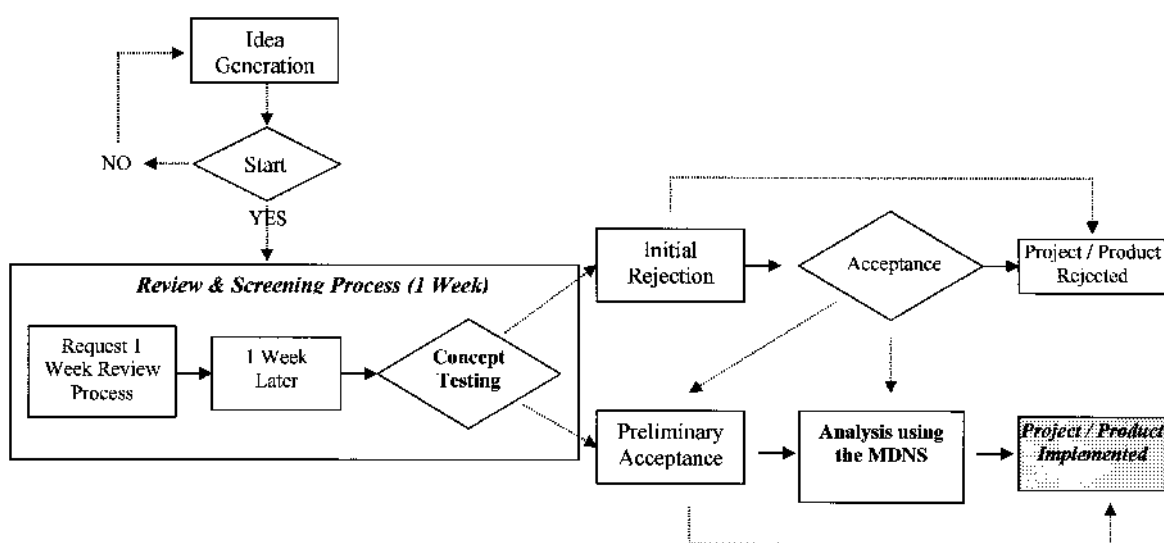 Idea
Generation
NO
Start
YES
Review & Screening Process (1 Week)
Request 1
Week Review
Process
1 Week
Later
Concept
Testing
Initial
Rejection
Acceptance
Project / Product
Rejected
Preliminary
Acceptance
Analysis using
the MDNS
Project / Product
Implemented